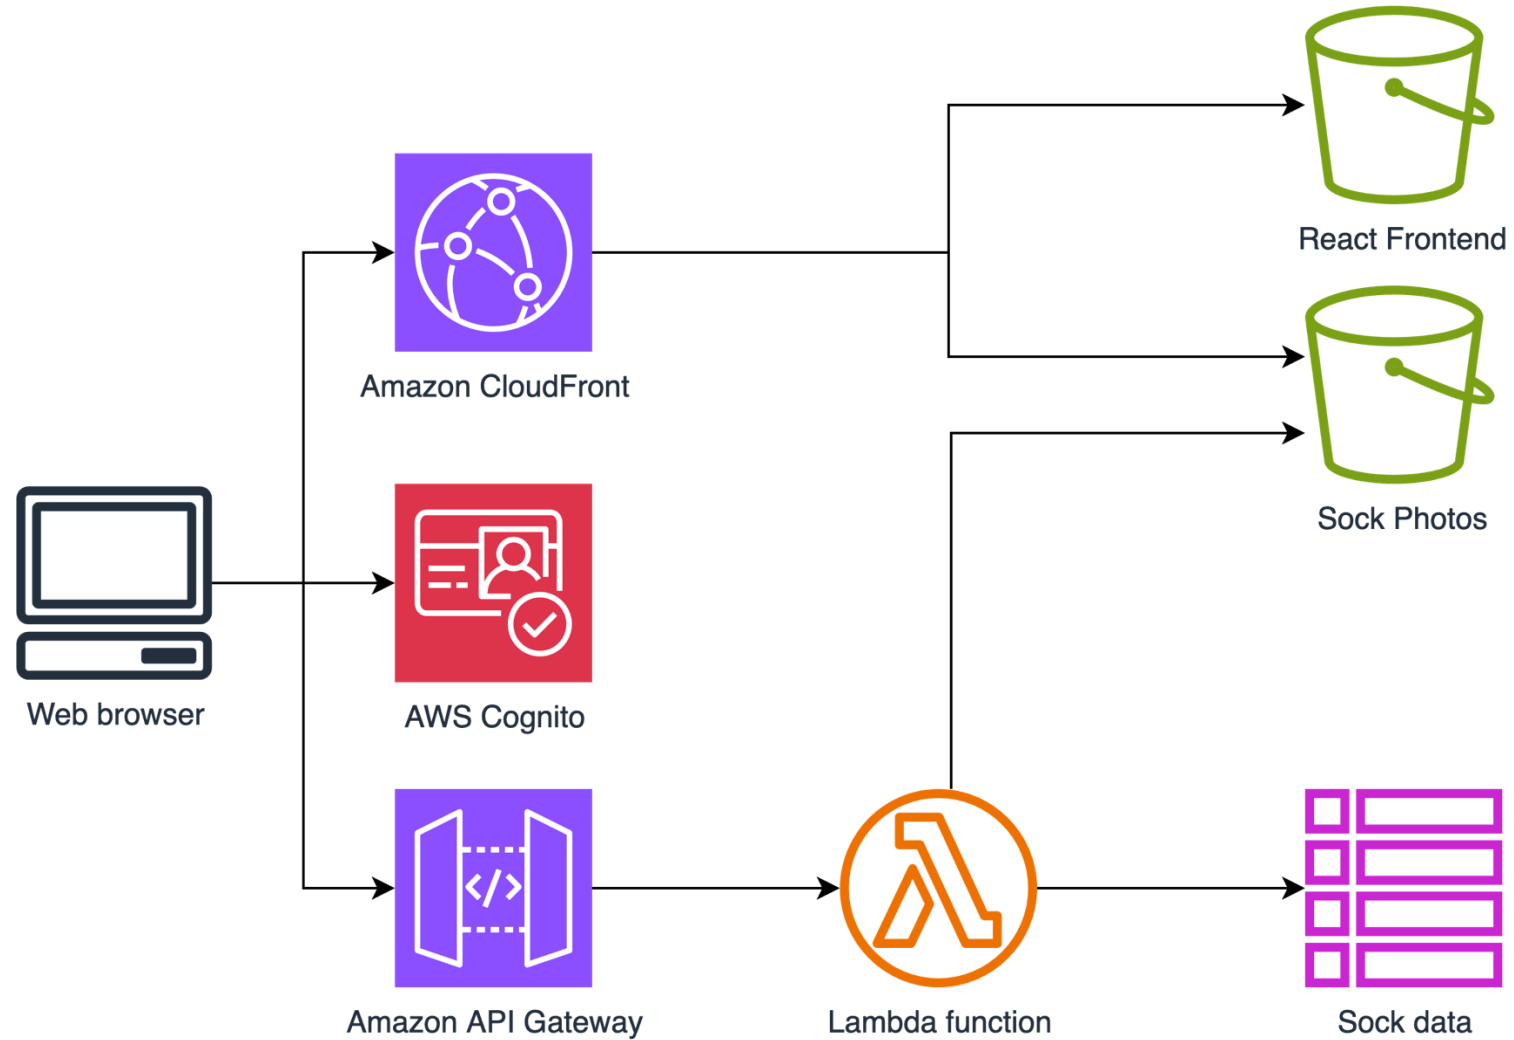 React Frontend
Amazon CloudFront
Sock Photos
Web browser
AWS Cognito
Amazon API Gateway
Lambda function
Sock data